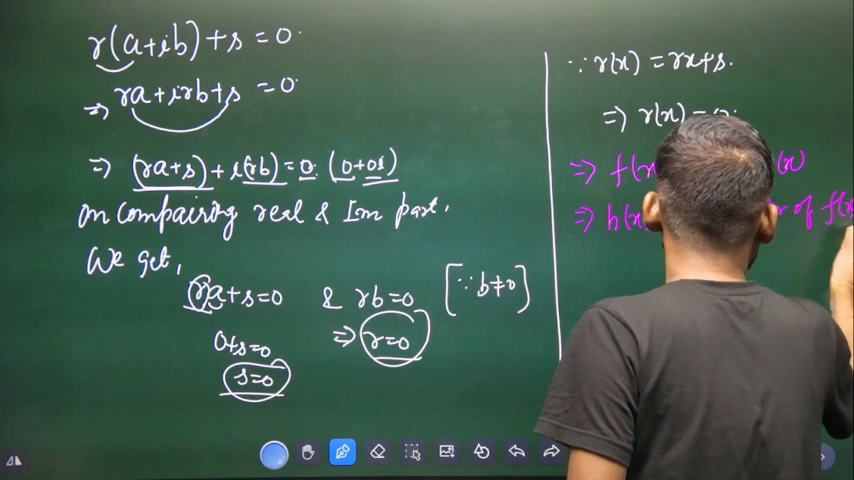 r(a+ib)+s=0.
⇒ ra+irb+s=0.
⇒ (ra+s)+i(rb)=0. (0+0i)
On compairing real & Im part.
We get,
ra+s=0 & rb=0 [∵b≠0]
0+s=0 ⇒ r=0
s=0
∵ r(x)=rx+s.
⇒ r(x)=
⇒ f(x (x)
⇒ h(x of f(x